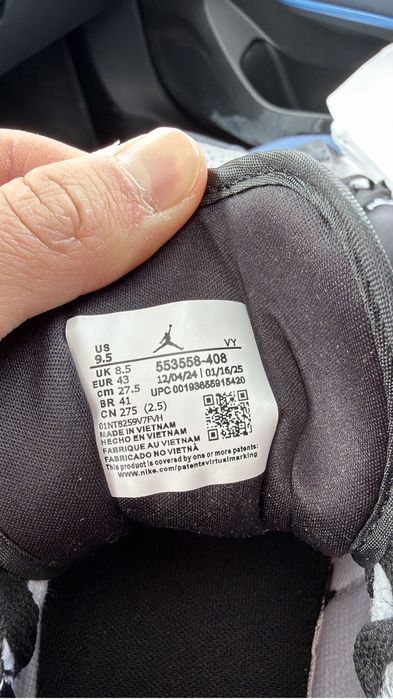 US VY
9.5
UK 8.5 553558-408
EUR 43 12/04/24 | 01/16/25
cm 27.5 UPC 00193655915420
BR 41
CN 275 (2.5)
01NT8259V7FVH
MADE IN VIETNAM
HECHO EN VIETNAM
FABRIQUE AU VIETNAM
FABRICADO NO VIETNÃ
This product is covered by one or more patents:
www.nike.com/patentsvirtualmarking